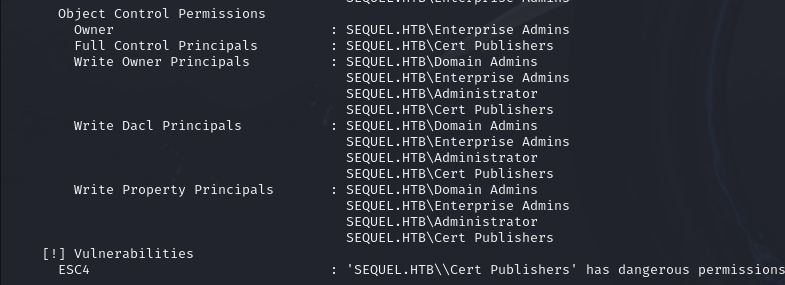 SEQUEL.HTB\Enterprise Admins
Object Control Permissions
Owner : SEQUEL.HTB\Enterprise Admins
Full Control Principals : SEQUEL.HTB\Cert Publishers
Write Owner Principals : SEQUEL.HTB\Domain Admins
SEQUEL.HTB\Enterprise Admins
SEQUEL.HTB\Administrator
SEQUEL.HTB\Cert Publishers
Write Dacl Principals : SEQUEL.HTB\Domain Admins
SEQUEL.HTB\Enterprise Admins
SEQUEL.HTB\Administrator
SEQUEL.HTB\Cert Publishers
Write Property Principals : SEQUEL.HTB\Domain Admins
SEQUEL.HTB\Enterprise Admins
SEQUEL.HTB\Administrator
SEQUEL.HTB\Cert Publishers
[!] Vulnerabilities
ESC4 : 'SEQUEL.HTB\\Cert Publishers' has dangerous permissions